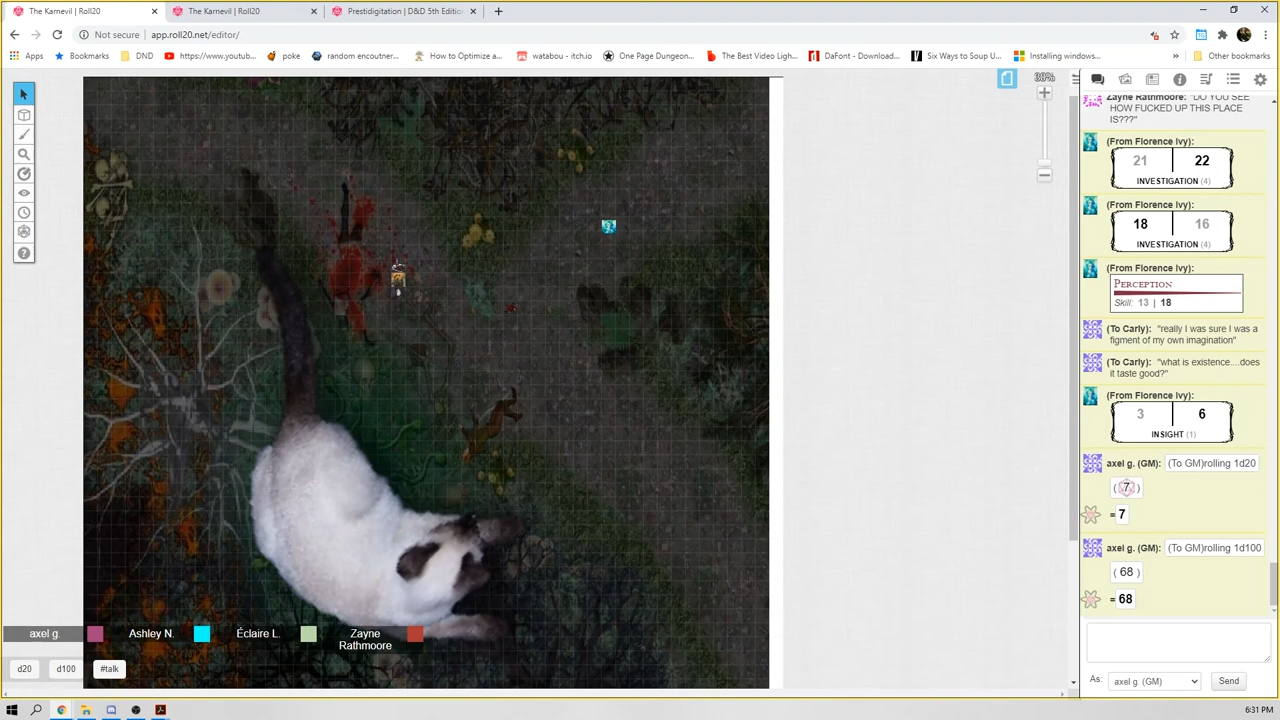 The Karnevil | Roll20
The Karnevil | Roll20
Prestidigitation | D&D 5th Edition
Not secure | app.roll20.net/editor/
Apps
Bookmarks
DND
https://www.youtub...
poke
random encoutner...
How to Optimize a...
watabou - itch.io
One Page Dungeon...
The Best Video Ligh...
DaFont - Download...
Six Ways to Soup U...
Installing windows...
»
Other bookmarks
Zayne Rathmoore: "DO YOU SEE
HOW FUCKED UP THIS PLACE
IS???"
(From Florence Ivy):
21 22
INVESTIGATION (4)
(From Florence Ivy):
18 16
INVESTIGATION (4)
(From Florence Ivy):
PERCEPTION
Skill: 13 | 18
(To Carly): "really I was sure I was a
figment of my own imagination"
(To Carly): "what is existence....does
it taste good?"
(From Florence Ivy):
3 6
INSIGHT (1)
axel g. (GM): (To GM)rolling 1d20
(7)
=7
axel g. (GM): (To GM)rolling 1d100
(68)
=68
axel g.
Ashley N.
Éclaire L.
Zayne
Rathmoore
d20
d100
#talk
As:
axel g. (GM)
Send
6:31 PM